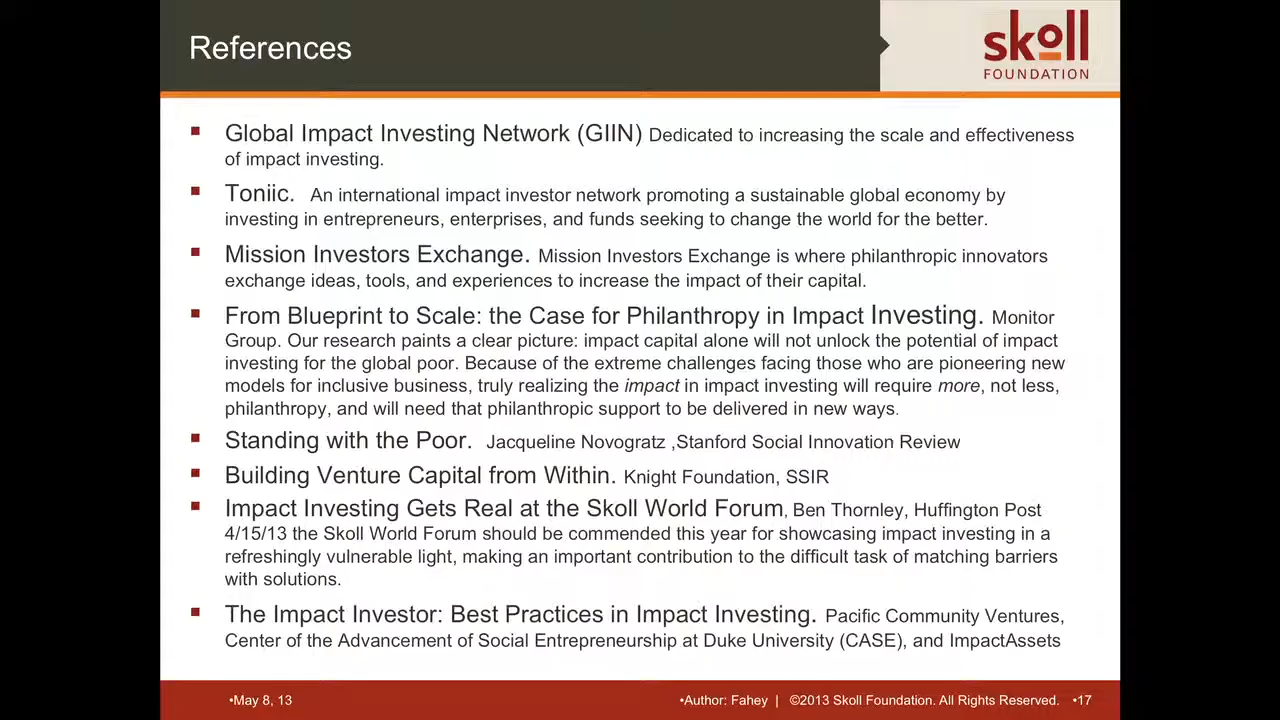 References
skoll
FOUNDATION
▪ Global Impact Investing Network (GIIN) Dedicated to increasing the scale and effectiveness
of impact investing.
▪ Toniic. An international impact investor network promoting a sustainable global economy by
investing in entrepreneurs, enterprises, and funds seeking to change the world for the better.
▪ Mission Investors Exchange. Mission Investors Exchange is where philanthropic innovators
exchange ideas, tools, and experiences to increase the impact of their capital.
▪ From Blueprint to Scale: the Case for Philanthropy in Impact Investing. Monitor
Group. Our research paints a clear picture: impact capital alone will not unlock the potential of impact
investing for the global poor. Because of the extreme challenges facing those who are pioneering new
models for inclusive business, truly realizing the impact in impact investing will require more, not less,
philanthropy, and will need that philanthropic support to be delivered in new ways.
▪ Standing with the Poor. Jacqueline Novogratz ,Stanford Social Innovation Review
▪ Building Venture Capital from Within. Knight Foundation, SSIR
▪ Impact Investing Gets Real at the Skoll World Forum, Ben Thornley, Huffington Post
4/15/13 the Skoll World Forum should be commended this year for showcasing impact investing in a
refreshingly vulnerable light, making an important contribution to the difficult task of matching barriers
with solutions.
▪ The Impact Investor: Best Practices in Impact Investing. Pacific Community Ventures,
Center of the Advancement of Social Entrepreneurship at Duke University (CASE), and ImpactAssets
•May 8, 13
•Author: Fahey | ©2013 Skoll Foundation. All Rights Reserved. •17